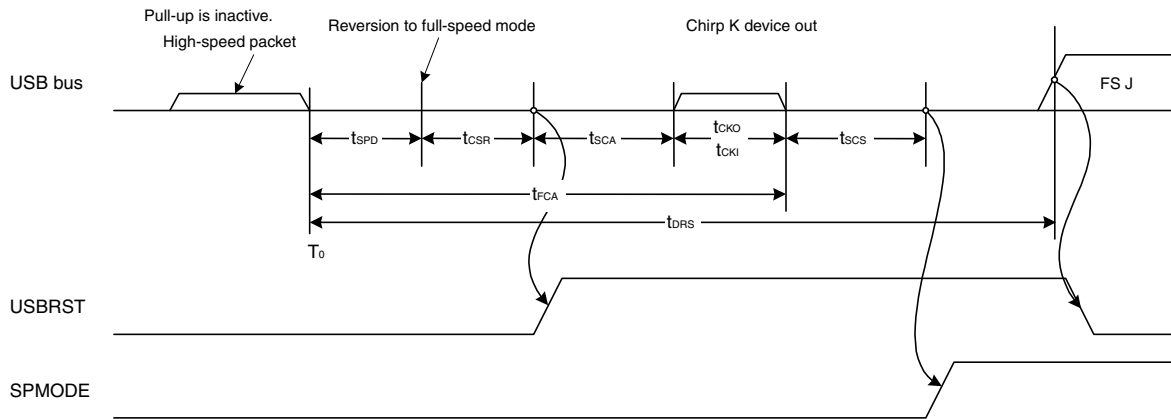 Pull-up is inactive.
High-speed packet
Reversion to full-speed mode
Chirp K device out
USB bus
FS J
tSPD
tCSR
tSCA
tCKO
tCKI
tSCS
tFCA
tDRS
T0
USBRST
SPMODE